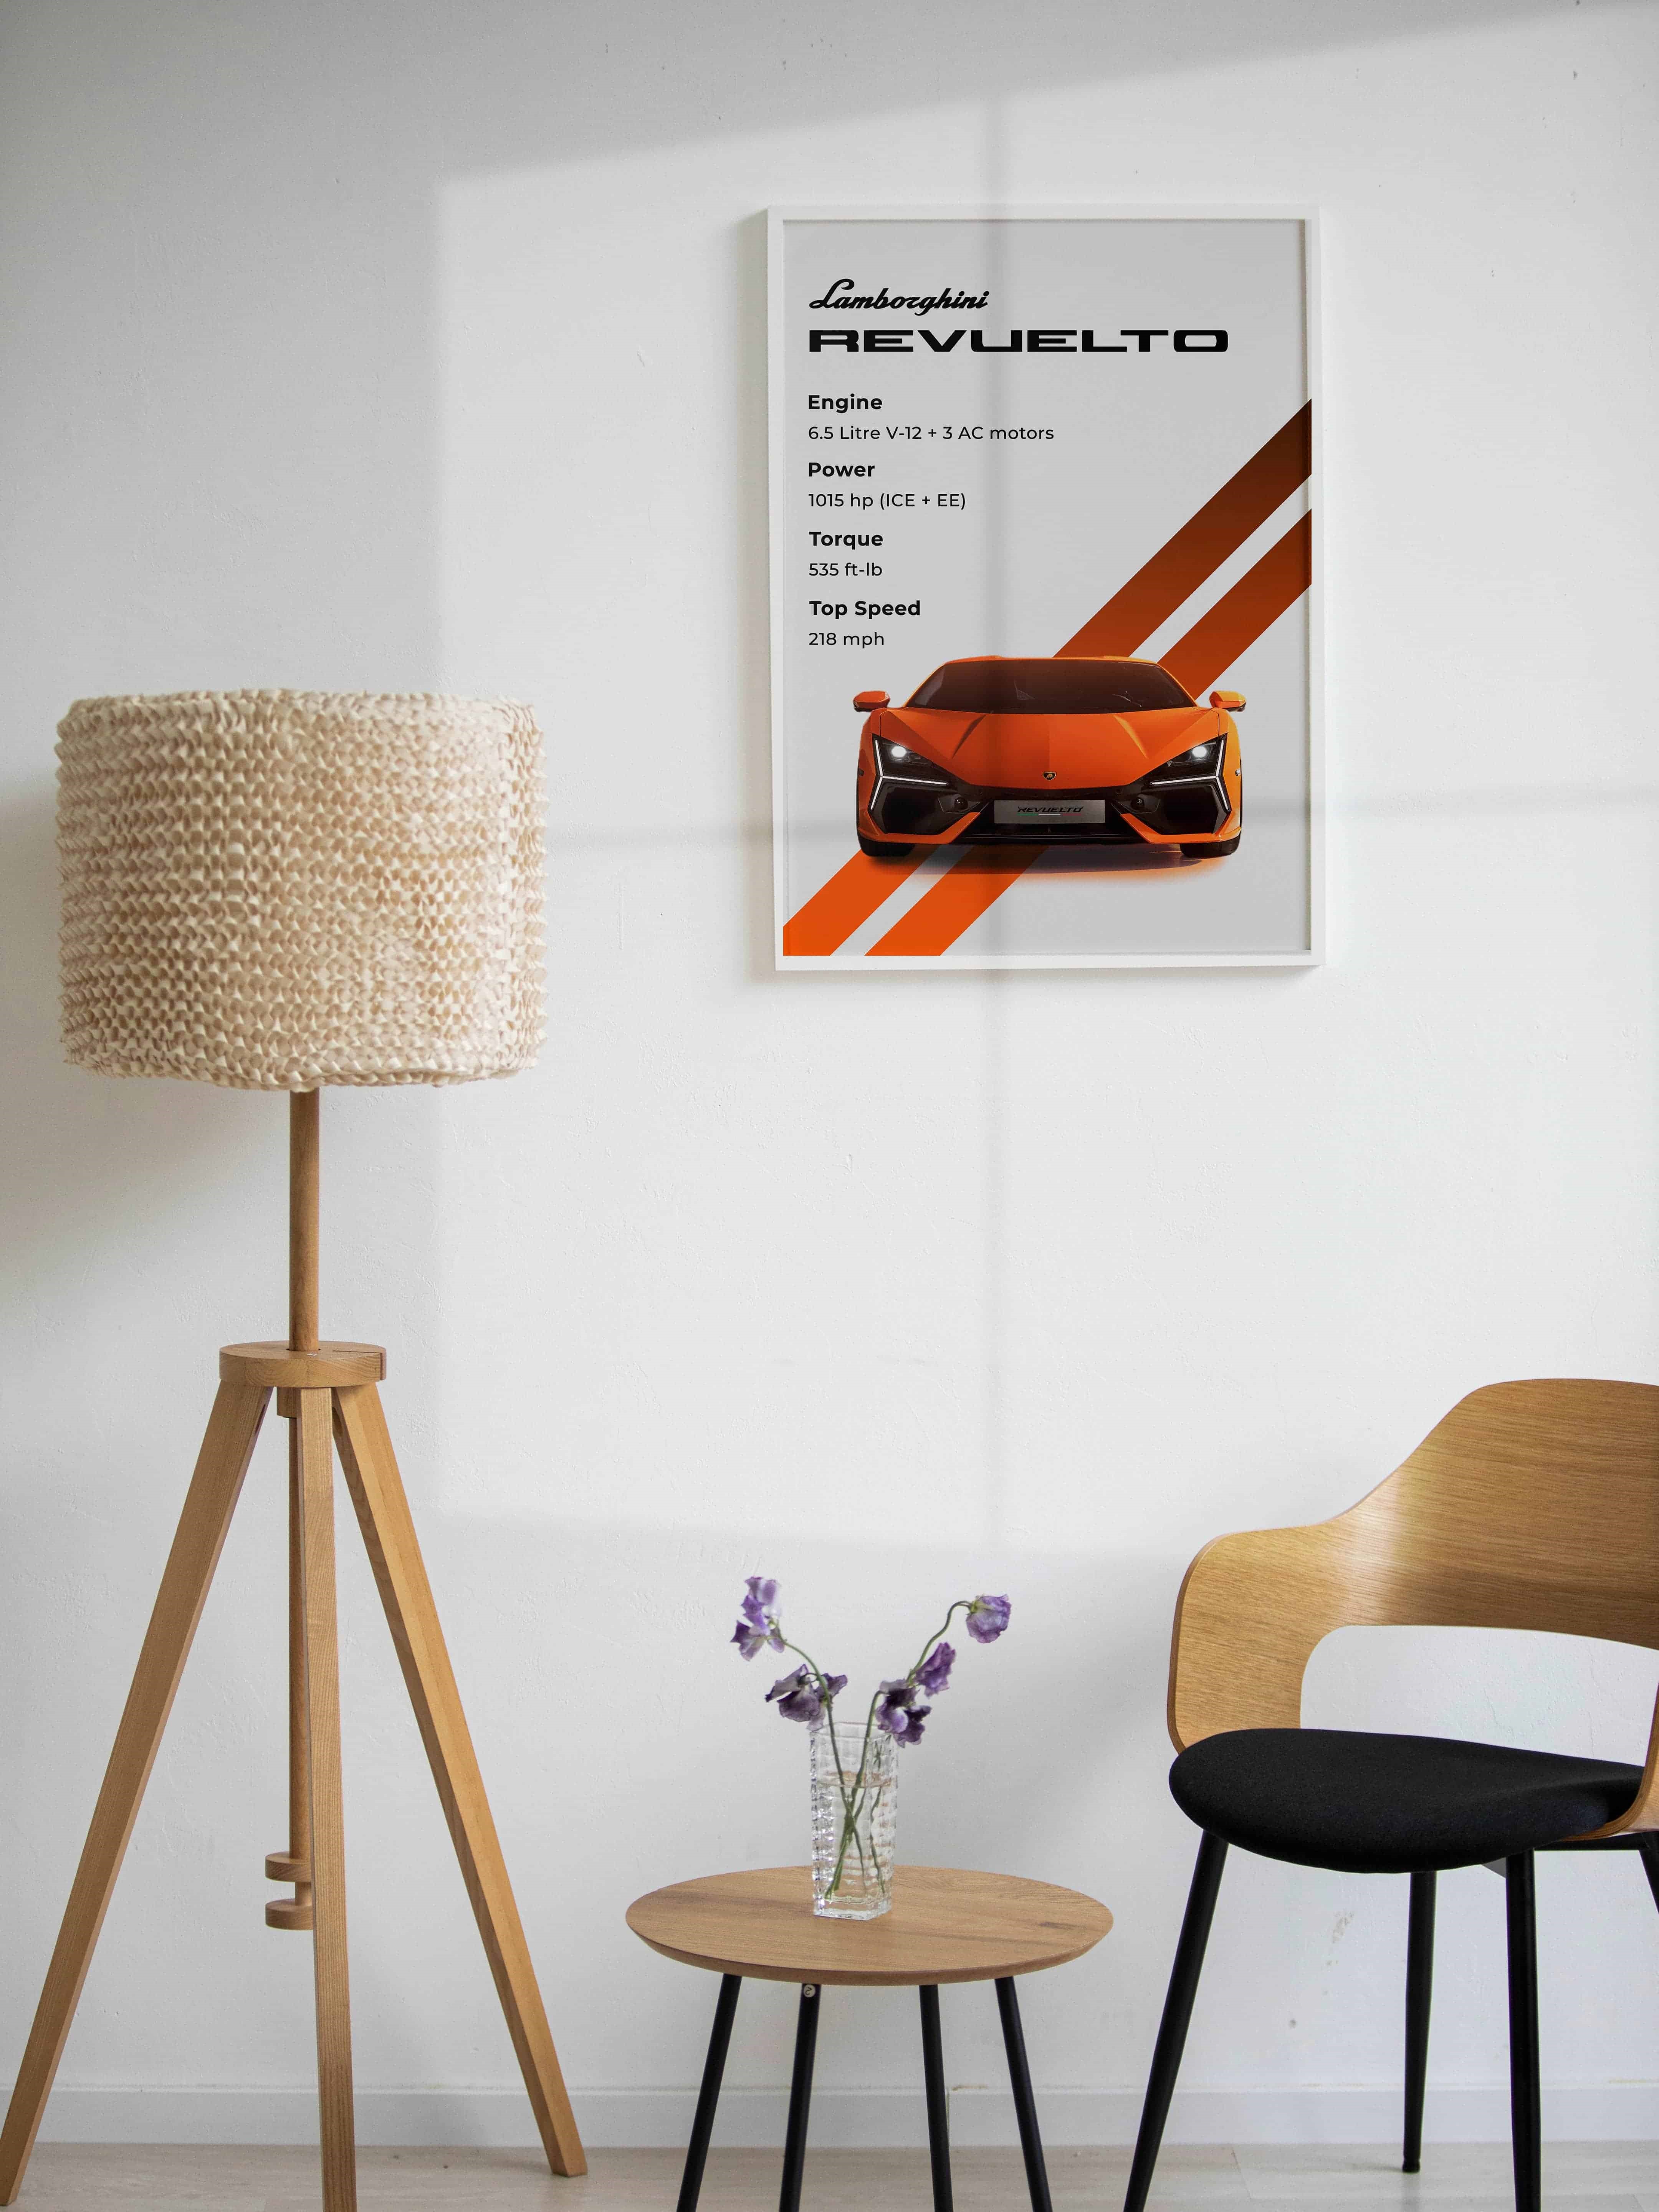 Lamborghini
REVUELTO
Engine
6.5 Litre V-12 + 3 AC motors
Power
1015 hp (ICE + EE)
Torque
535 ft-lb
Top Speed
218 mph
REVUELTO